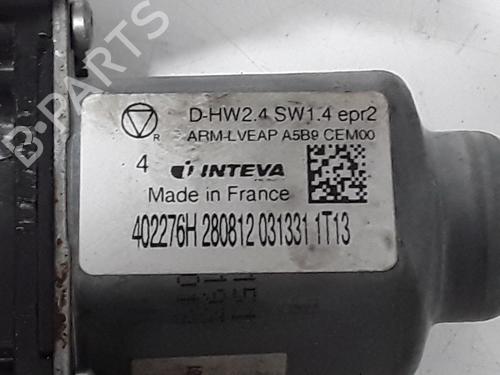 D-HW2.4 SW1.4 epr2
R ARM-LVEAP A5B9 CEM00
4 INTEVA
Made in France
402276H 280812 031331 1T13
B-PARTS